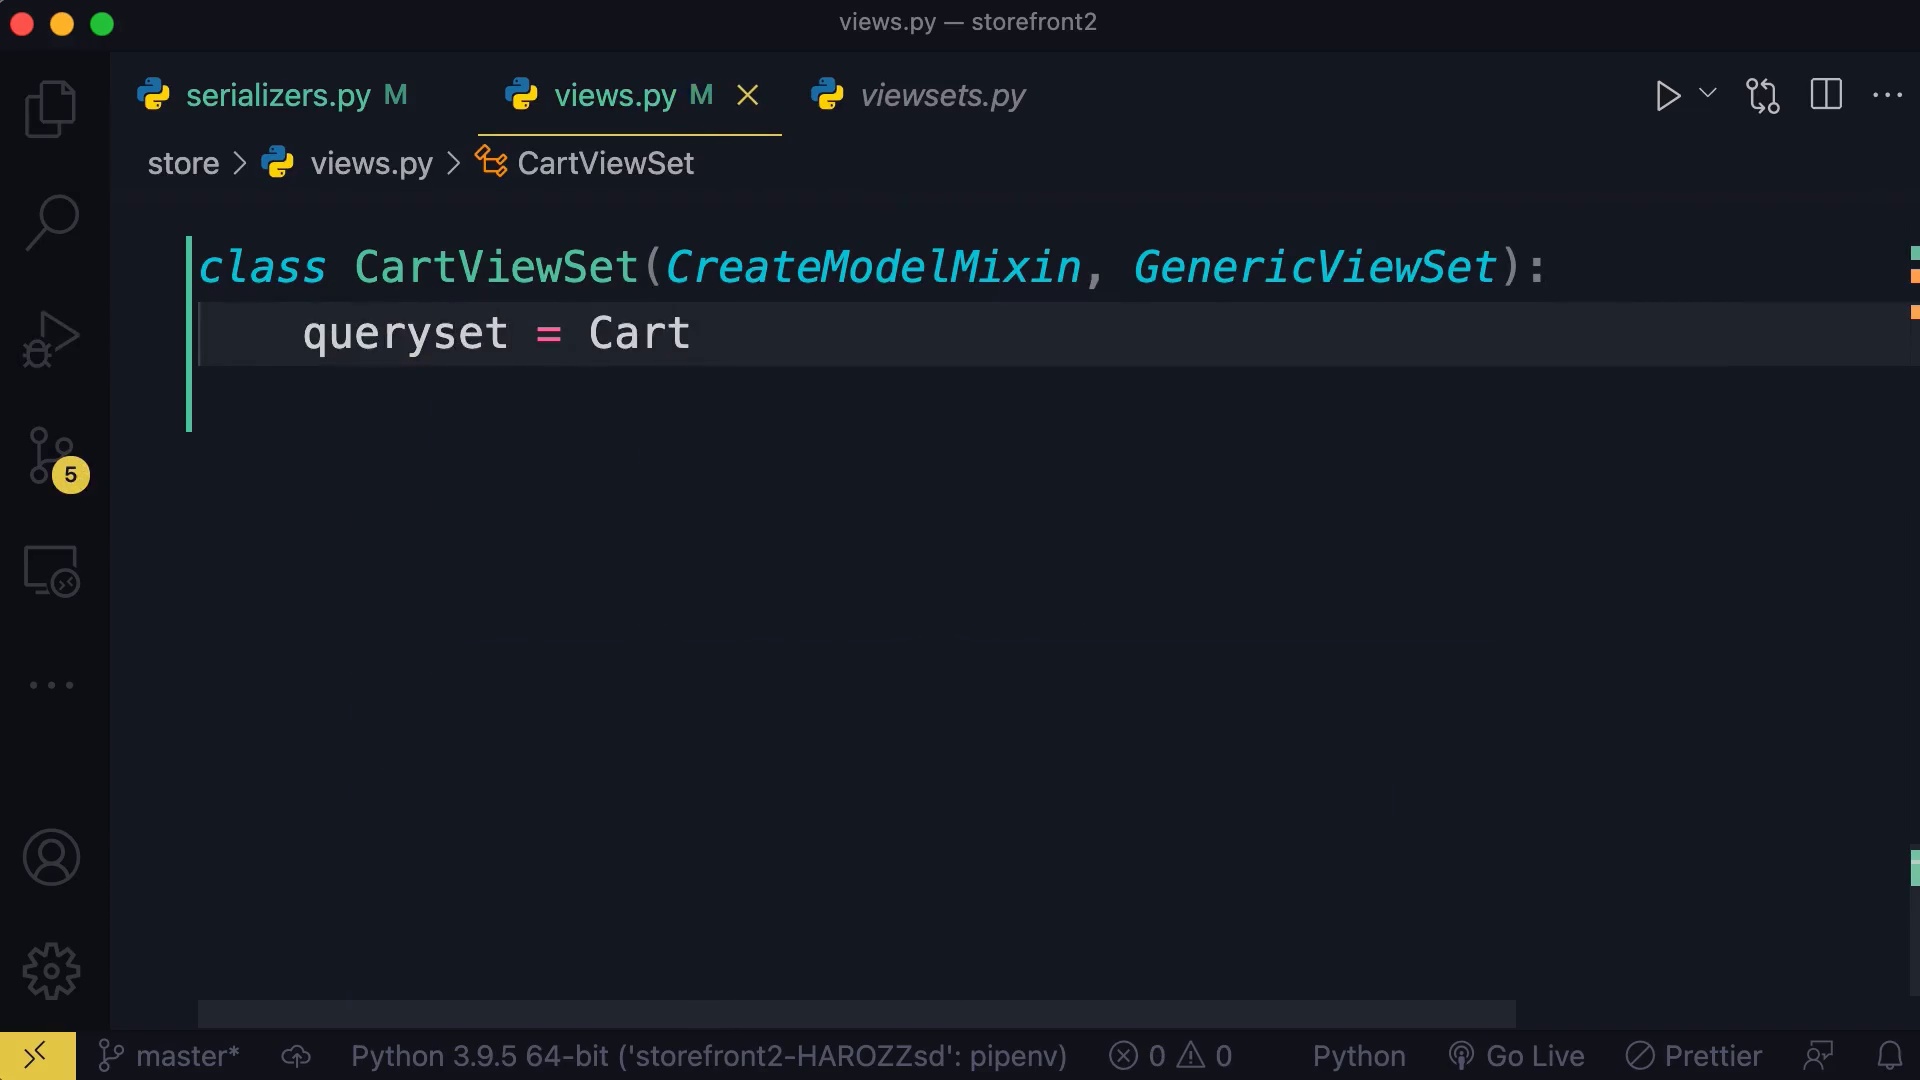 views.py — storefront2
serializers.py M views.py M viewsets.py
store > views.py > CartViewSet
class CartViewSet(CreateModelMixin, GenericViewSet):
queryset = Cart
5
master* Python 3.9.5 64-bit ('storefront2-HAROZZsd': pipenv) 0 0 Python Go Live Prettier